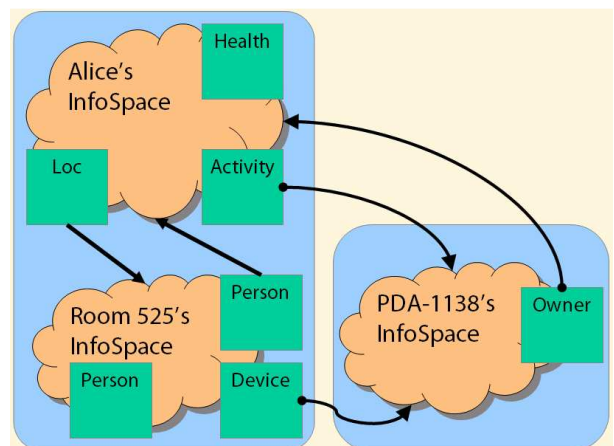 Health
Alice's
InfoSpace
Loc
Activity
Person
Room 525's
InfoSpace
Person
Device
PDA-1138's
InfoSpace
Owner